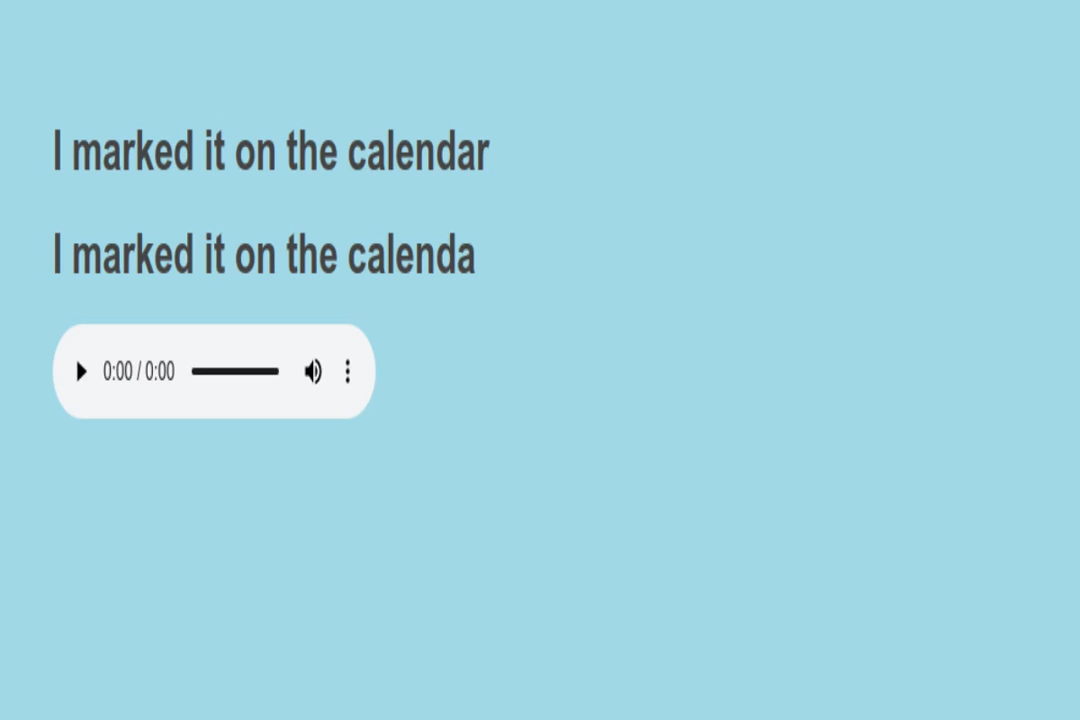 I marked it on the calendar
I marked it on the calenda
0:00 / 0:00